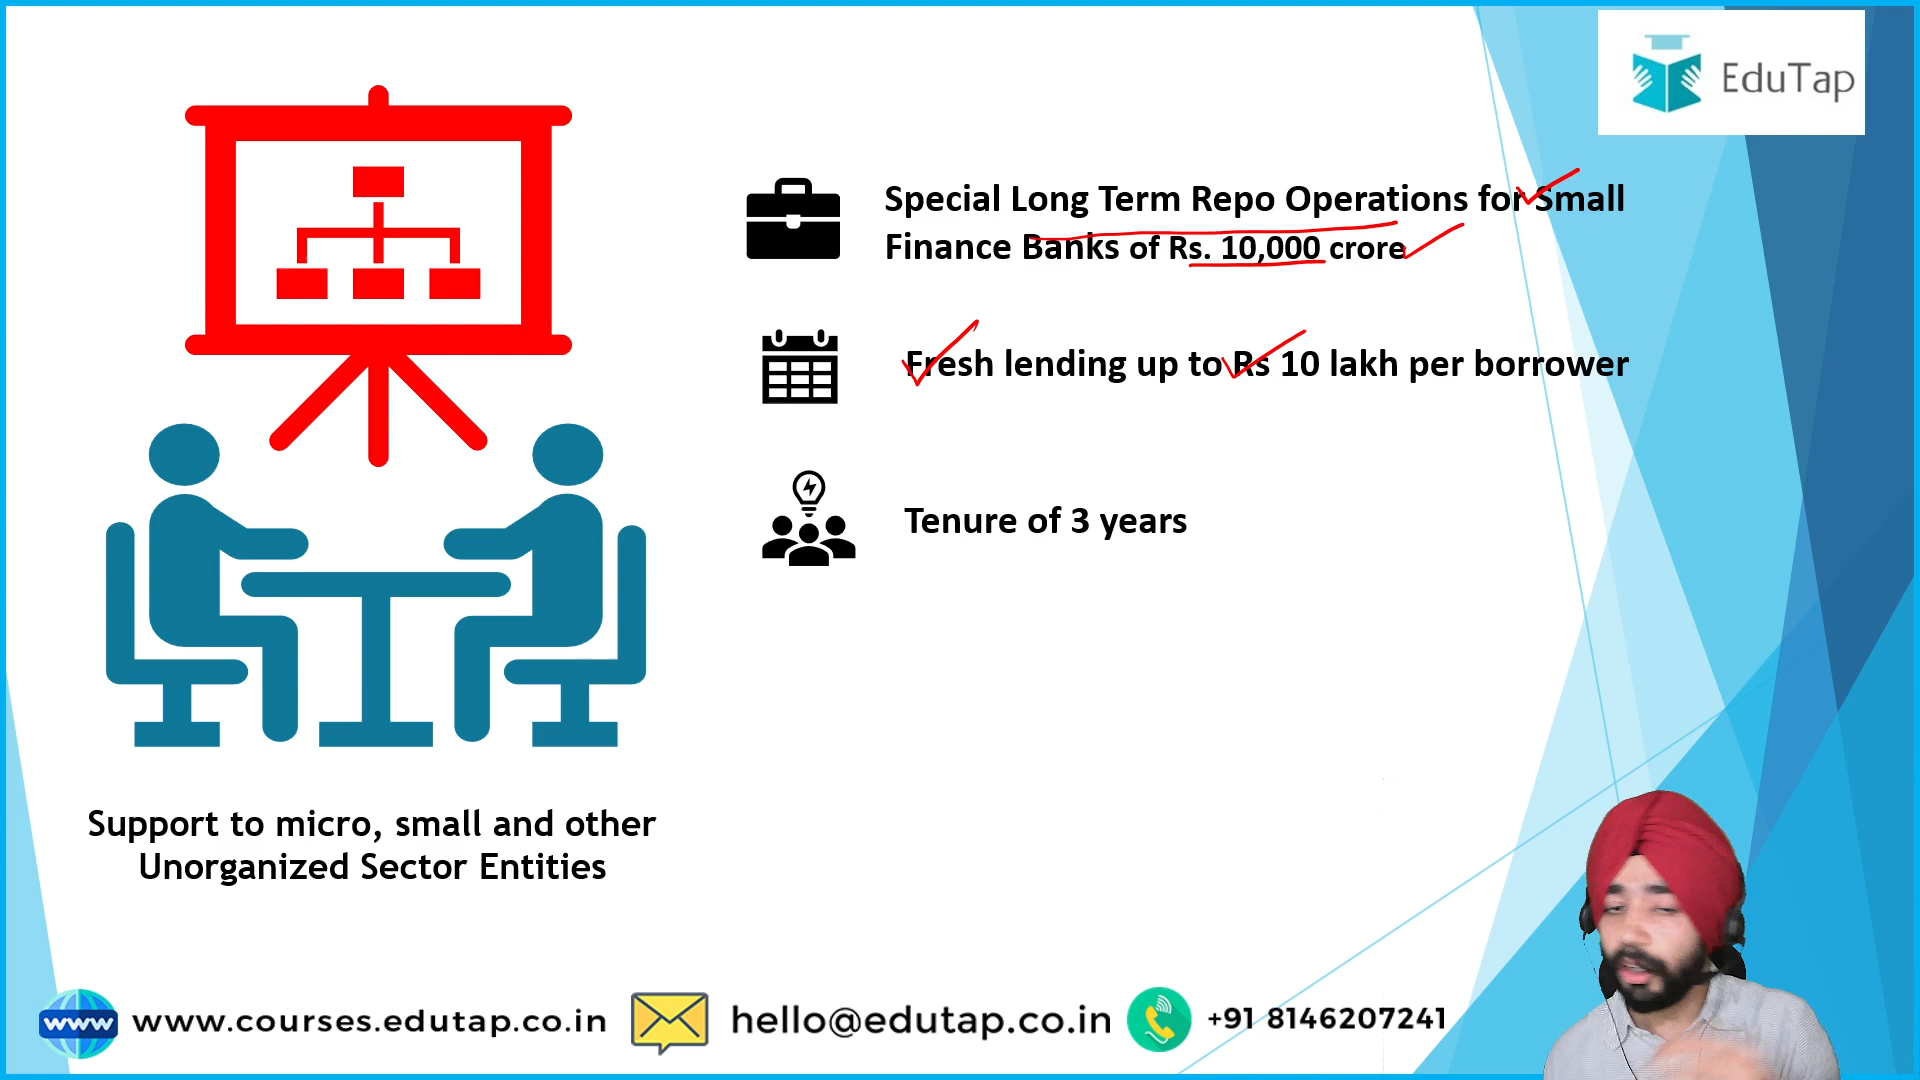 EduTap
Special Long Term Repo Operations for Small
Finance Banks of Rs. 10,000 crore
Fresh lending up to Rs 10 lakh per borrower
Tenure of 3 years
Support to micro, small and other
Unorganized Sector Entities
www www.courses.edutap.co.in hello@edutap.co.in +91 8146207241